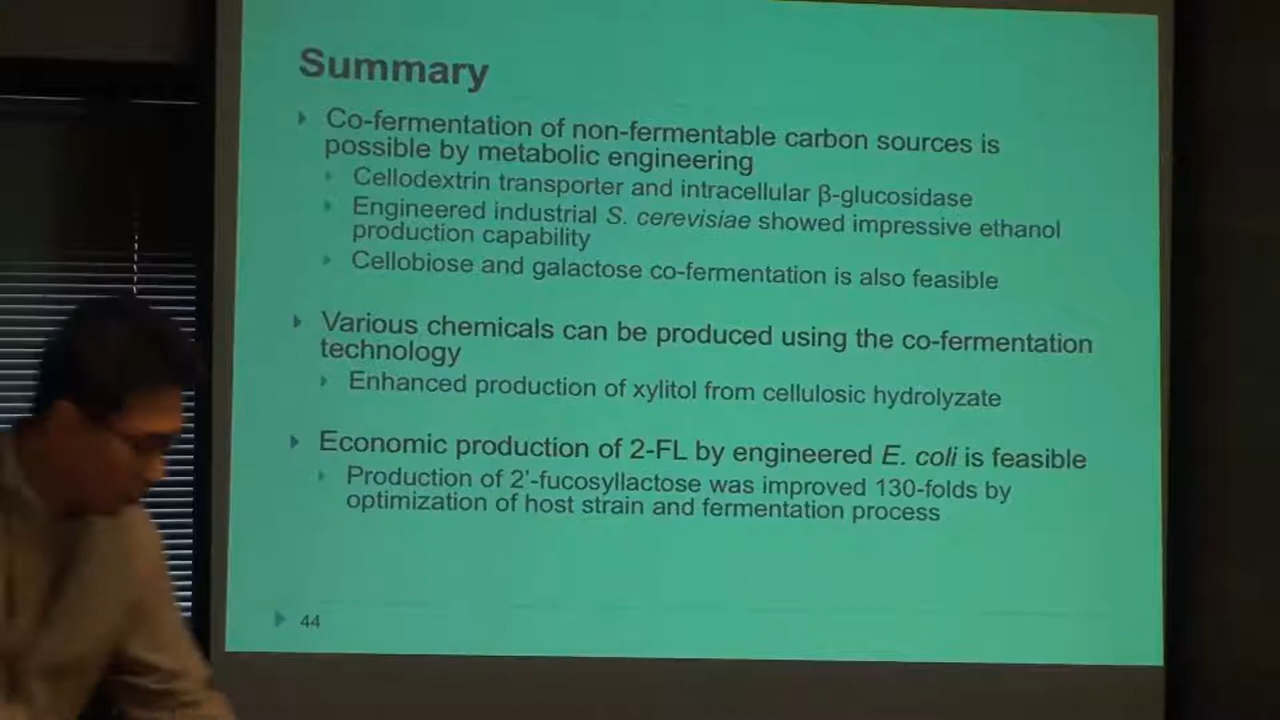 Summary
Co-fermentation of non-fermentable carbon sources is
possible by metabolic engineering
Cellodextrin transporter and intracellular β-glucosidase
Engineered industrial S. cerevisiae showed impressive ethanol
production capability
Cellobiose and galactose co-fermentation is also feasible
Various chemicals can be produced using the co-fermentation
technology
Enhanced production of xylitol from cellulosic hydrolyzate
Economic production of 2-FL by engineered E. coli is feasible
Production of 2'-fucosyllactose was improved 130-folds by
optimization of host strain and fermentation process
44